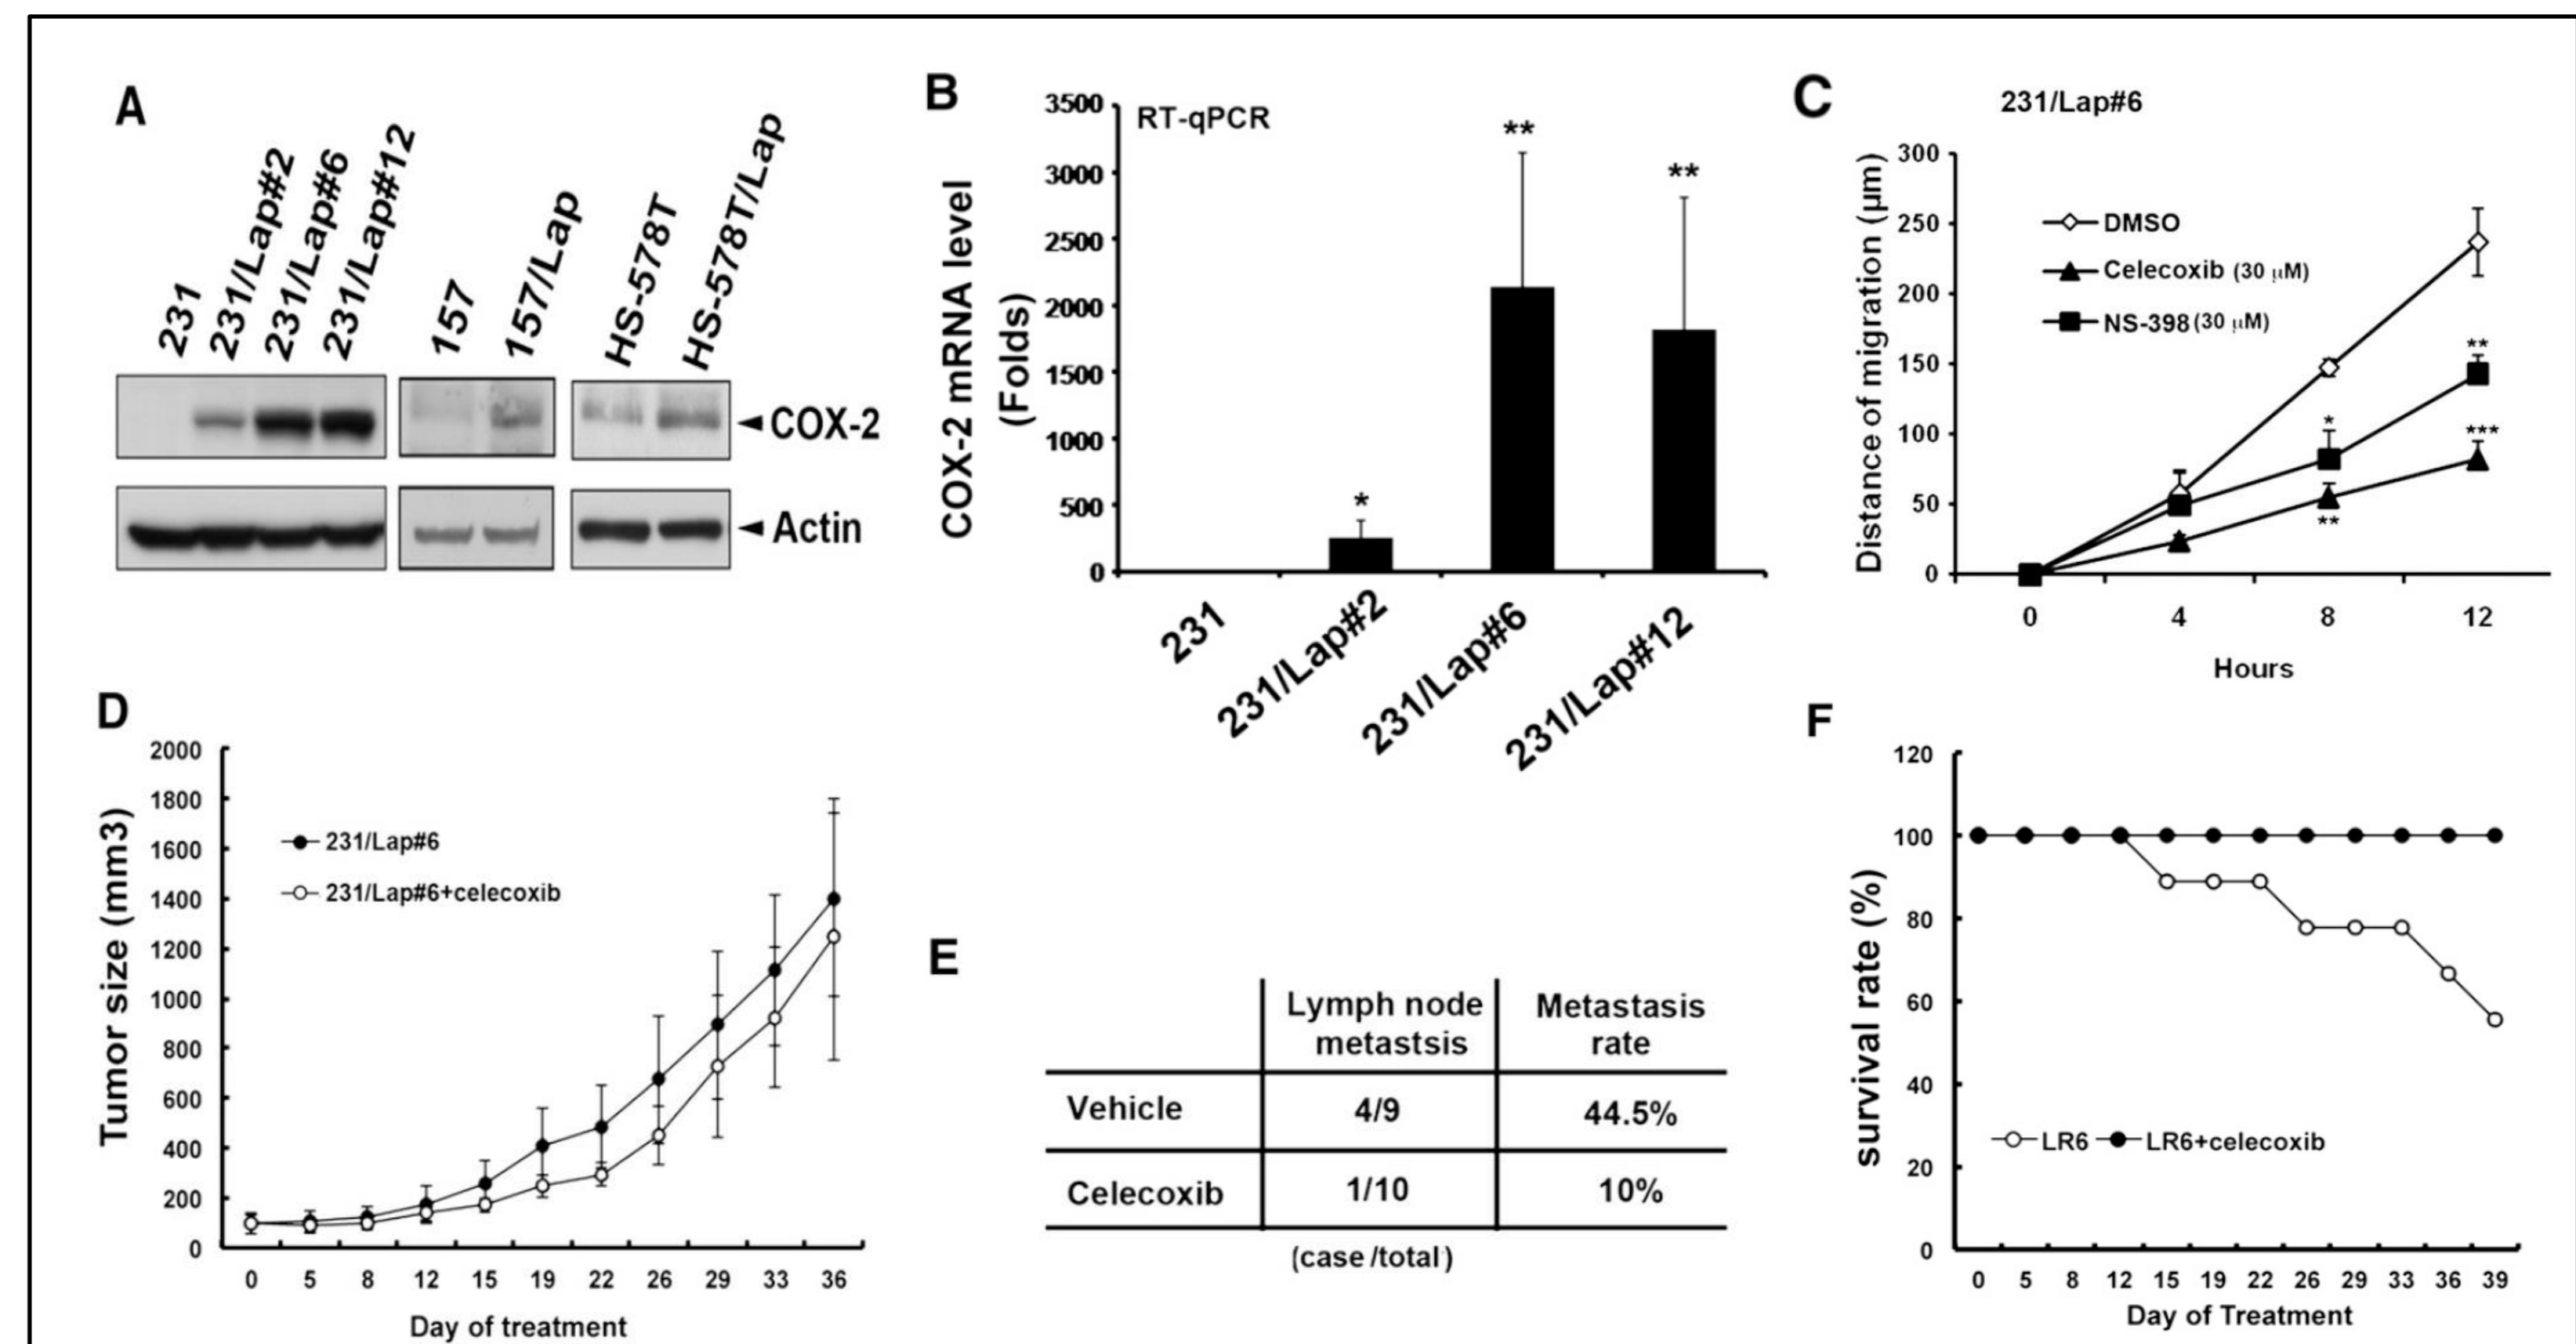 A
231
231/Lap#2
231/Lap#6
231/Lap#12
157
157/Lap
HS-578T
HS-578T/Lap
COX-2
Actin
B
RT-qPCR
COX-2 mRNA level
(Folds)
3500
3000
2500
2000
1500
1000
500
0
**
**
*
231
231/Lap#2
231/Lap#6
231/Lap#12
C
231/Lap#6
Distance of migration (μm)
300
250
200
150
100
50
0
DMSO
Celecoxib (30 μM)
NS-398 (30 μM)
**
*
***
**
0 4 8 12
Hours
D
Tumor size (mm3)
2000
1800
1600
1400
1200
1000
800
600
400
200
0
231/Lap#6
231/Lap#6+celecoxib
0 5 8 12 15 19 22 26 29 33 36
Day of treatment
E
Lymph node metastsis
Metastasis rate
Vehicle 4/9 44.5%
Celecoxib 1/10 10%
(case/total)
F
survival rate (%)
120
100
80
60
40
20
0
LR6 LR6+celecoxib
0 5 8 12 15 19 22 26 29 33 36 39
Day of Treatment